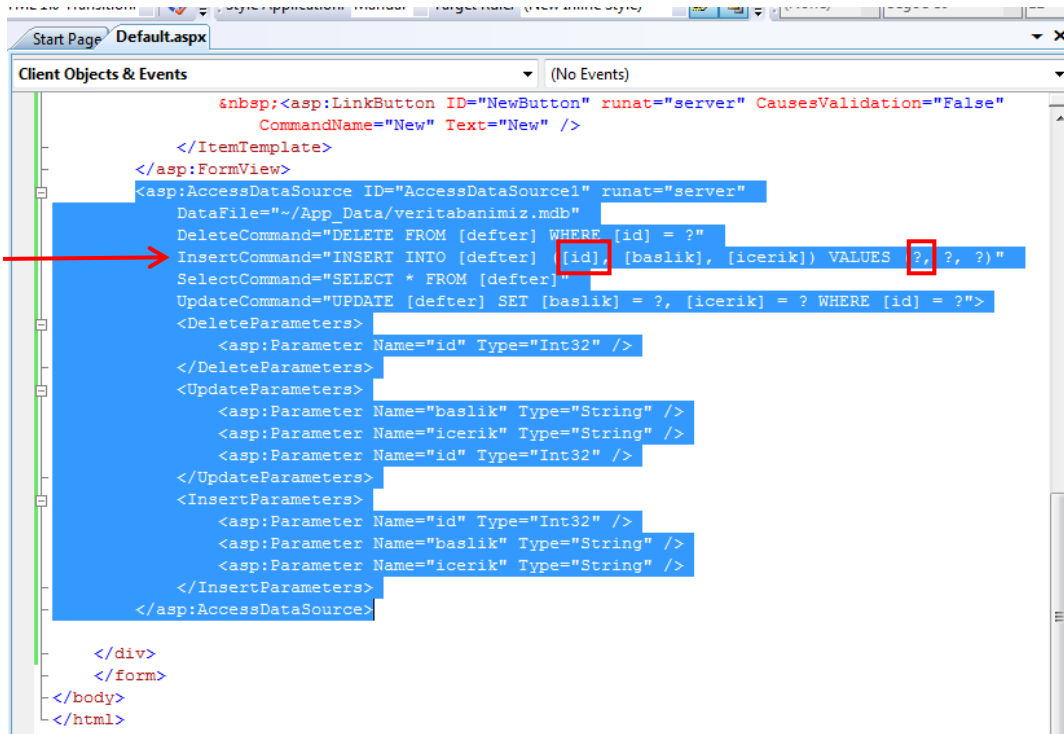 Start Page Default.aspx
Client Objects & Events (No Events)
&nbsp;<asp:LinkButton ID="NewButton" runat="server" CausesValidation="False"
CommandName="New" Text="New" />
</ItemTemplate>
</asp:FormView>
<asp:AccessDataSource ID="AccessDataSource1" runat="server"
DataFile="~/App_Data/veritabanimiz.mdb"
DeleteCommand="DELETE FROM [defter] WHERE [id] = ?"
InsertCommand="INSERT INTO [defter] ([id], [baslik], [icerik]) VALUES (?, ?, ?)"
SelectCommand="SELECT * FROM [defter]"
UpdateCommand="UPDATE [defter] SET [baslik] = ?, [icerik] = ? WHERE [id] = ?">
<DeleteParameters>
<asp:Parameter Name="id" Type="Int32" />
</DeleteParameters>
<UpdateParameters>
<asp:Parameter Name="baslik" Type="String" />
<asp:Parameter Name="icerik" Type="String" />
<asp:Parameter Name="id" Type="Int32" />
</UpdateParameters>
<InsertParameters>
<asp:Parameter Name="id" Type="Int32" />
<asp:Parameter Name="baslik" Type="String" />
<asp:Parameter Name="icerik" Type="String" />
</InsertParameters>
</asp:AccessDataSource>
</div>
</form>
</body>
</html>